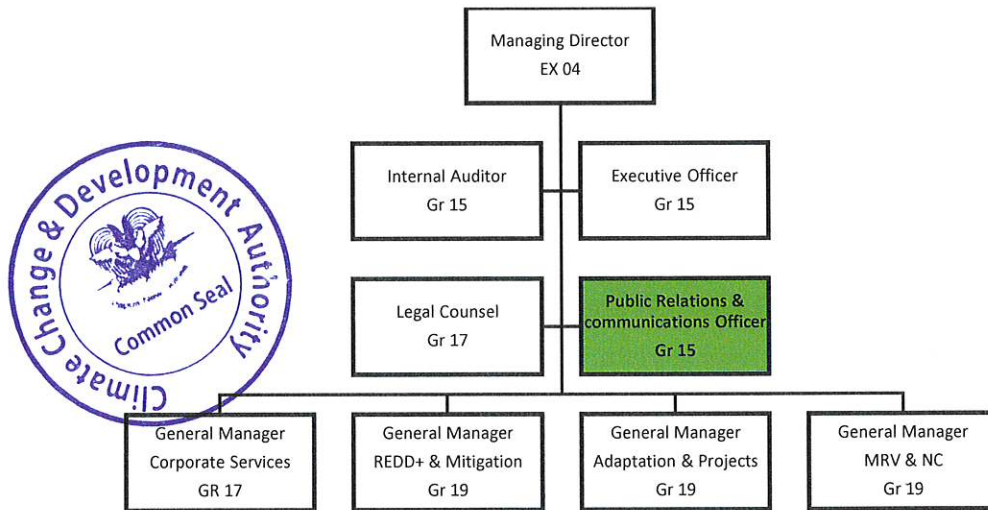 Managing Director
EX 04
Internal Auditor
Gr 15
Executive Officer
Gr 15
Climate Change & Development Authority
Common Seal
Legal Counsel
Gr 17
Public Relations &
communications Officer
Gr 15
General Manager
Corporate Services
GR 17
General Manager
REDD+ & Mitigation
Gr 19
General Manager
Adaptation & Projects
Gr 19
General Manager
MRV & NC
Gr 19